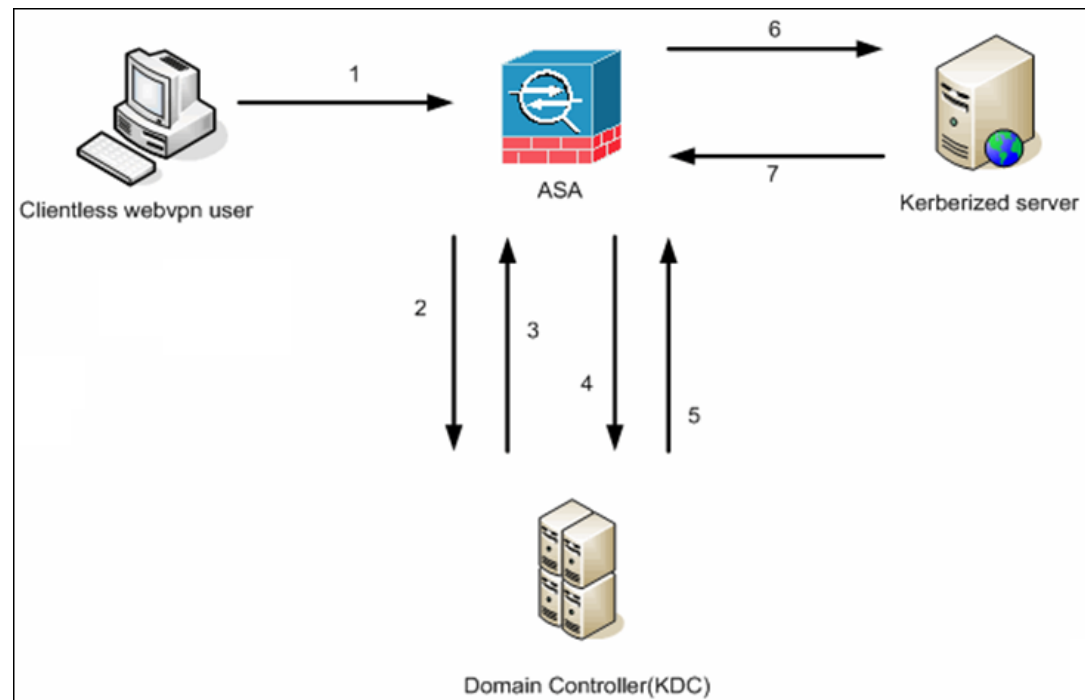 6
1
7
ASA
Clientless webvpn user
Kerberized server
2
3
4
5
Domain Controller(KDC)